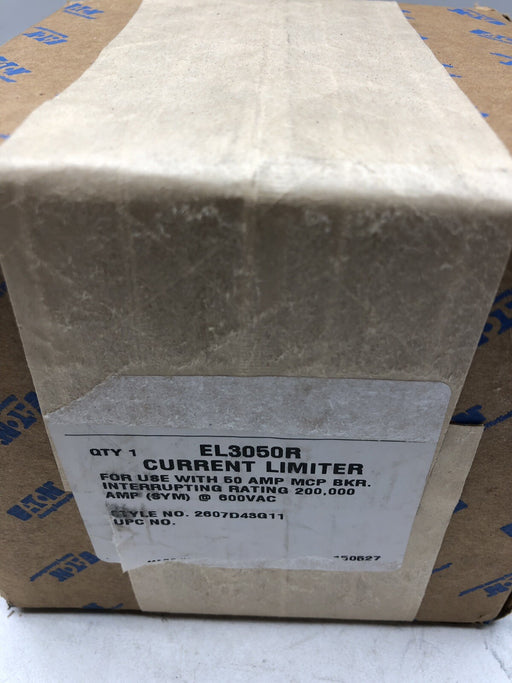 QTY 1 EL3050R
CURRENT LIMITER
FOR USE WITH 50 AMP MCP BKR.
INTERRUPTING RATING 200,000
AMP (SYM) @ 600VAC
STYLE NO. 2607D43G11
UPC NO.
EATON